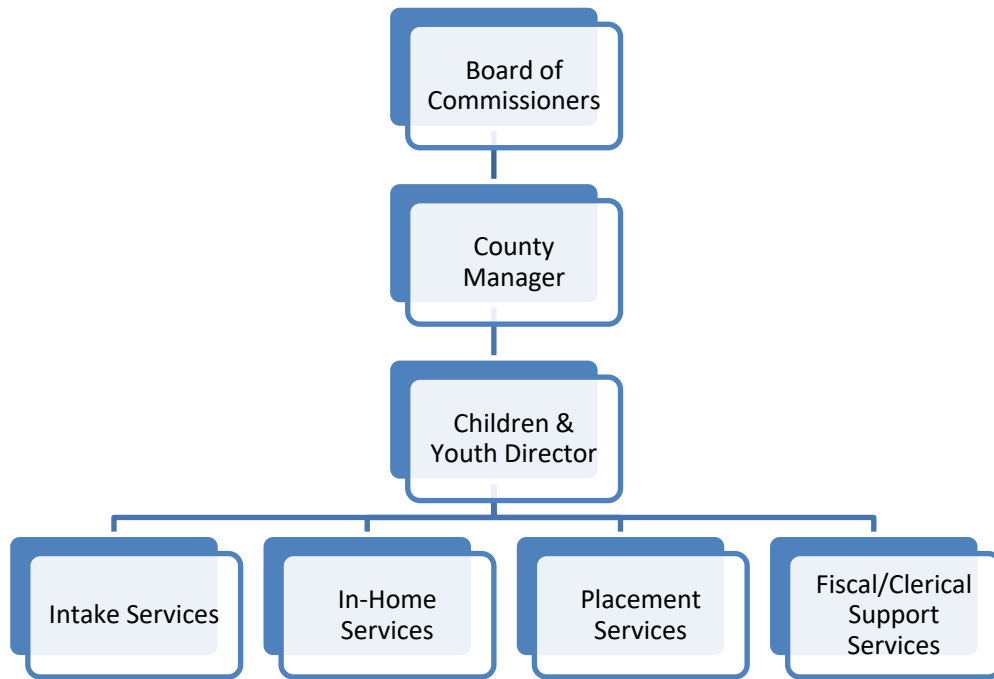 Board of
Commissioners
County
Manager
Children &
Youth Director
Intake Services
In-Home
Services
Placement
Services
Fiscal/Clerical
Support
Services